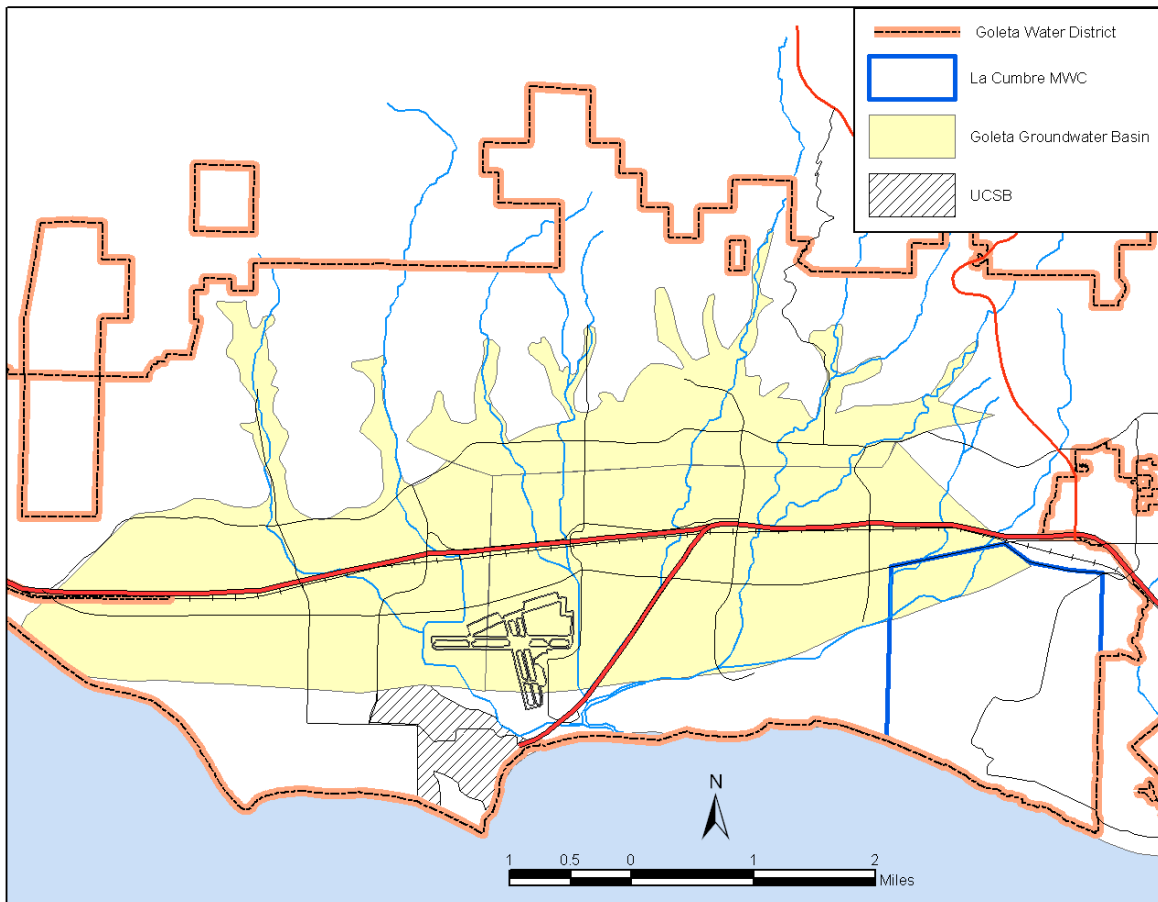 Goleta Water District
La Cumbre MWC
Goleta Groundwater Basin
UCSB
N
1 0.5 0 1 2
Miles